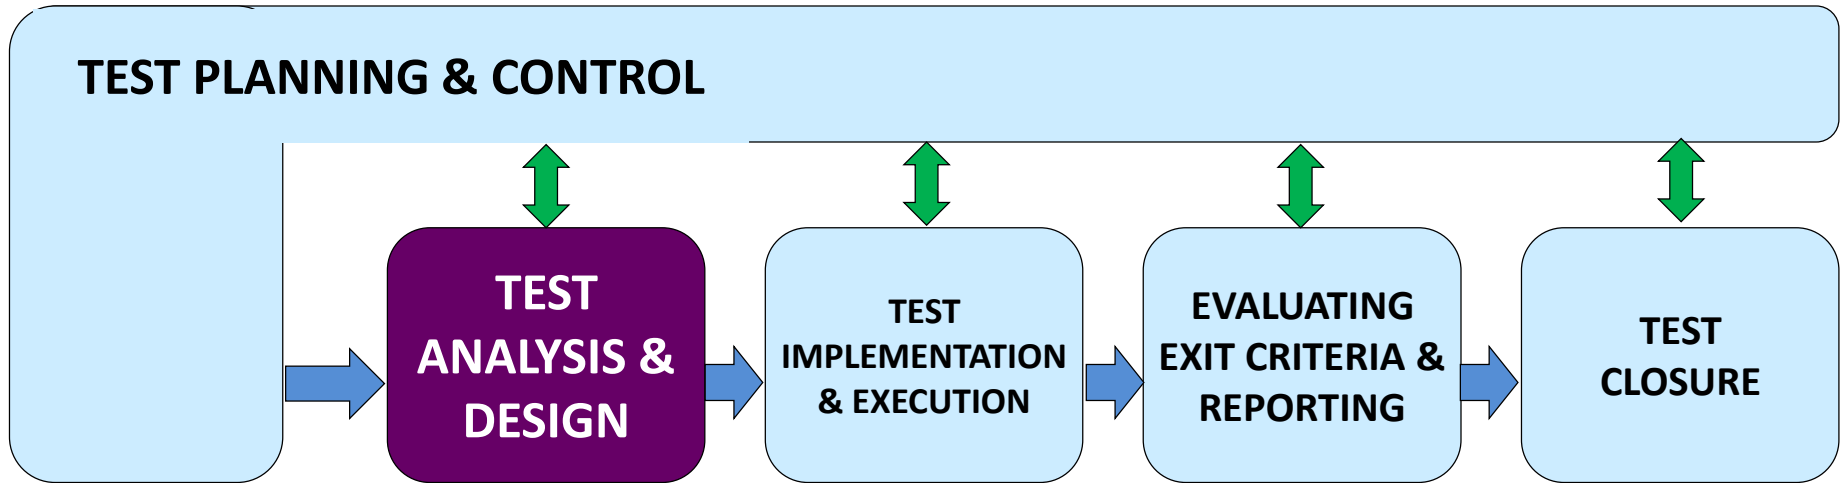 TEST PLANNING & CONTROL
TEST
ANALYSIS &
DESIGN
TEST
IMPLEMENTATION
& EXECUTION
EVALUATING
EXIT CRITERIA &
REPORTING
TEST
CLOSURE